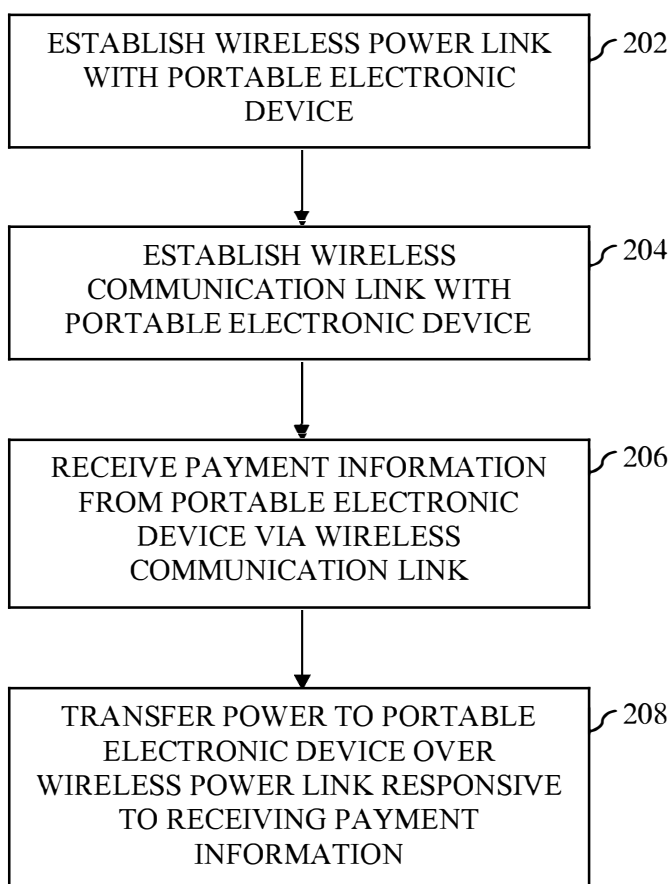 ESTABLISH WIRELESS POWER LINK
WITH PORTABLE ELECTRONIC
DEVICE
202
ESTABLISH WIRELESS
COMMUNICATION LINK WITH
PORTABLE ELECTRONIC DEVICE
204
RECEIVE PAYMENT INFORMATION
FROM PORTABLE ELECTRONIC
DEVICE VIA WIRELESS
COMMUNICATION LINK
206
TRANSFER POWER TO PORTABLE
ELECTRONIC DEVICE OVER
WIRELESS POWER LINK RESPONSIVE
TO RECEIVING PAYMENT
INFORMATION
208